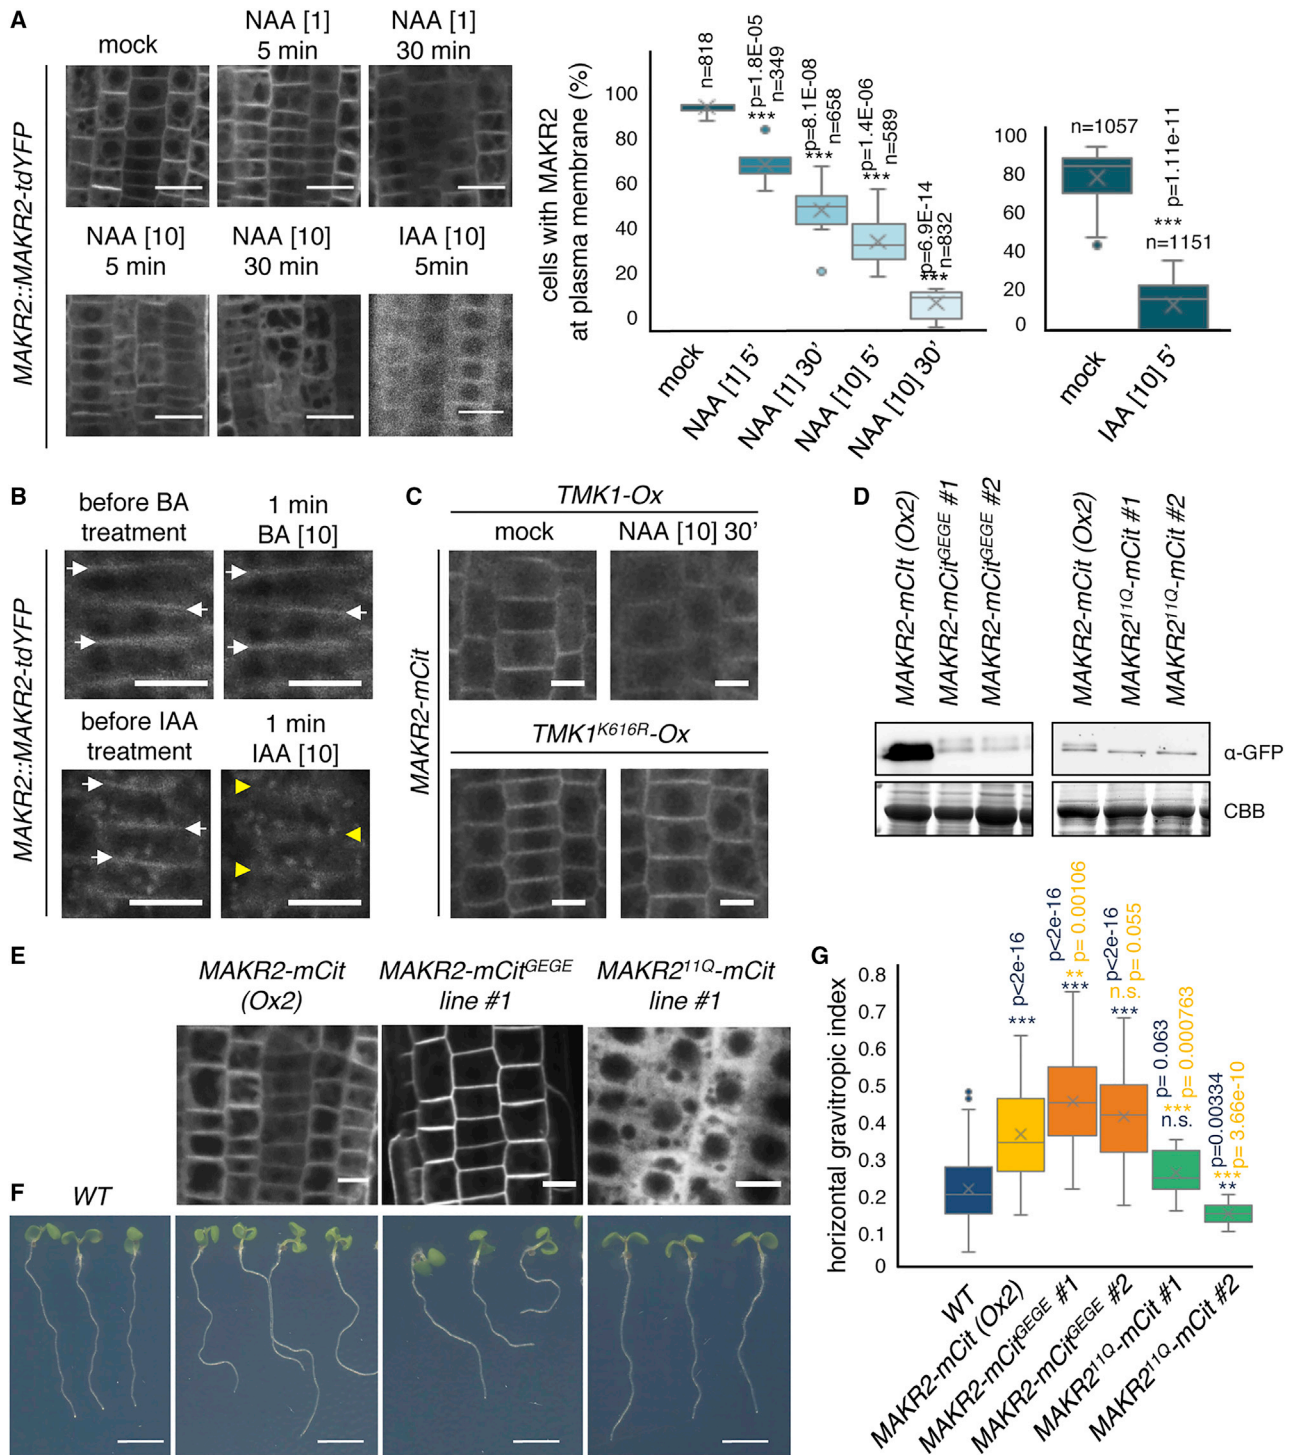 A
mock
NAA [1]
5 min
NAA [1]
30 min
NAA [10]
5 min
NAA [10]
30 min
IAA [10]
5min
MAKR2::MAKR2-tdYFP
cells with MAKR2
at plasma membrane (%)
100
80
60
40
20
0
n=818
***
p=1.8E-05
n=349
***
p=8.1E-08
n=658
***
p=1.4E-06
n=589
***
p=6.9E-14
n=832
mock
NAA [1] 5’
NAA [1] 30’
NAA [10] 5’
NAA [10] 30’
100
80
60
40
20
0
n=1057
p=1.11e-11
***
n=1151
mock
IAA [10] 5’
B
before BA
treatment
1 min
BA [10]
before IAA
treatment
1 min
IAA [10]
MAKR2::MAKR2-tdYFP
C
TMK1-Ox
mock
NAA [10] 30’
TMK1K616R-Ox
MAKR2-mCit
D
MAKR2-mCIt (Ox2)
MAKR2-mCitGEGE #1
MAKR2-mCitGEGE #2
MAKR2-mCit (Ox2)
MAKR211Q-mCit #1
MAKR211Q-mCit #2
α-GFP
CBB
E
MAKR2-mCit
(Ox2)
MAKR2-mCitGEGE
line #1
MAKR211Q-mCit
line #1
F
WT
G
horizontal gravitropic index
0.8
0.7
0.6
0.5
0.4
0.3
0.2
0.1
0
p<2e-16
***
p<2e-16
p= 0.00106
**
***
p<2e-16
p= 0.055
n.s.
***
p= 0.063
p= 0.000763
***
n.s.
p=0.00334
p= 3.66e-10
***
**
WT
MAKR2-mCit (Ox2)
MAKR2-mCitGEGE #1
MAKR2-mCitGEGE #2
MAKR211Q-mCit #1
MAKR211Q-mCit #2